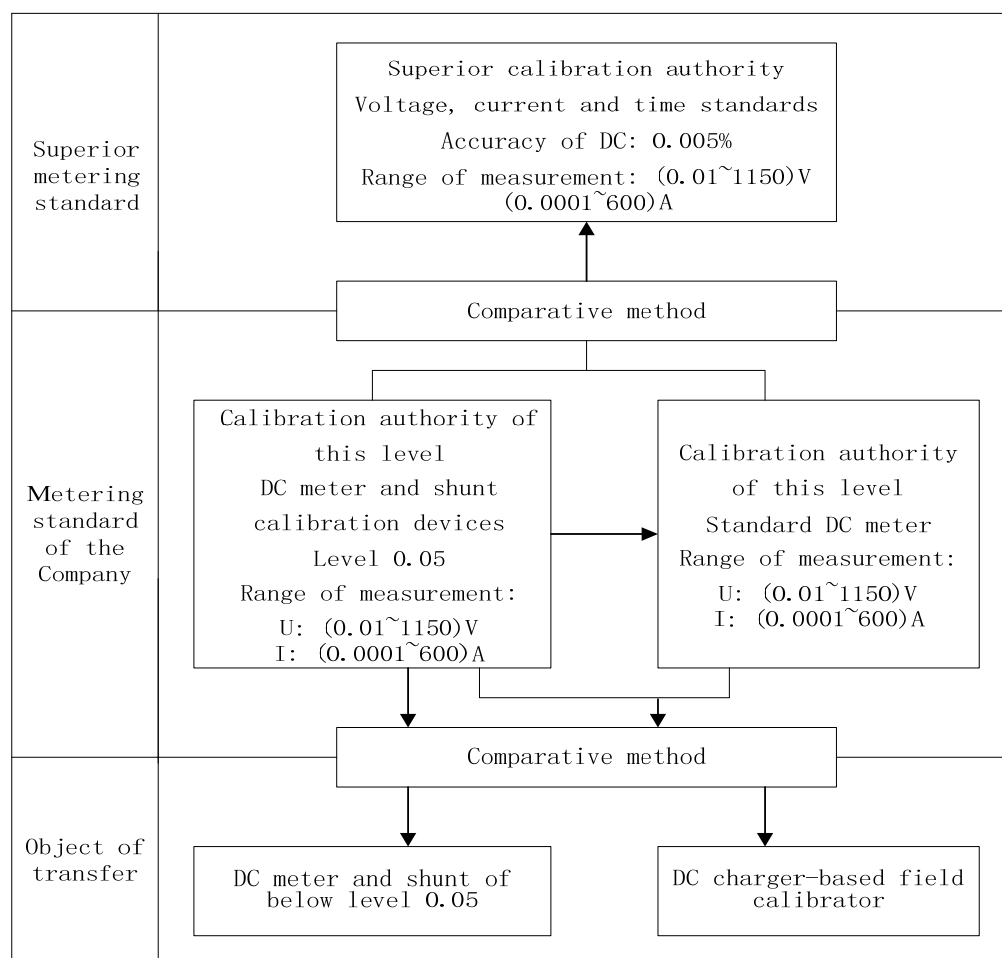 Superior
metering
standard
Superior calibration authority
Voltage, current and time standards
Accuracy of DC: 0.005%
Range of measurement: (0.01~1150)V
(0.0001~600)A
Comparative method
Metering
standard
of the
Company
Calibration authority of
this level
DC meter and shunt
calibration devices
Level 0.05
Range of measurement:
U: (0.01~1150)V
I: (0.0001~600)A
Calibration authority
of this level
Standard DC meter
Range of measurement:
U: (0.01~1150)V
I: (0.0001~600)A
Comparative method
Object of
transfer
DC meter and shunt of
below level 0.05
DC charger-based field
calibrator